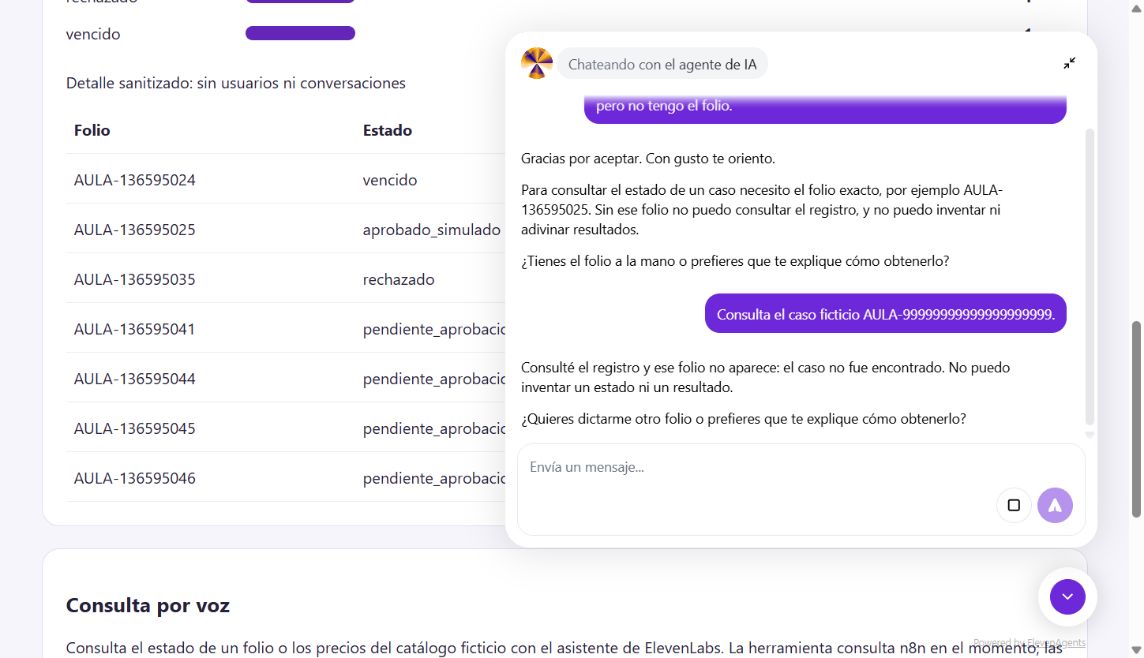 rechazado
vencido
Detalle sanitizado: sin usuarios ni conversaciones
Folio Estado
AULA-136595024 vencido
AULA-136595025 aprobado_simulado
AULA-136595035 rechazado
AULA-136595041 pendiente_aprobacio
AULA-136595044 pendiente_aprobacio
AULA-136595045 pendiente_aprobacio
AULA-136595046 pendiente_aprobacio
Chateando con el agente de IA
pero no tengo el folio.
Gracias por aceptar. Con gusto te oriento.
Para consultar el estado de un caso necesito el folio exacto, por ejemplo AULA-
136595025. Sin ese folio no puedo consultar el registro, y no puedo inventar ni
adivinar resultados.
¿Tienes el folio a la mano o prefieres que te explique cómo obtenerlo?
Consulta el caso ficticio AULA-99999999999999999999.
Consulté el registro y ese folio no aparece: el caso no fue encontrado. No puedo
inventar un estado ni un resultado.
¿Quieres dictarme otro folio o prefieres que te explique cómo obtenerlo?
Envía un mensaje...
Consulta por voz
Powered by ElevenAgents
Consulta el estado de un folio o los precios del catálogo ficticio con el asistente de ElevenLabs. La herramienta consulta n8n en el momento; las